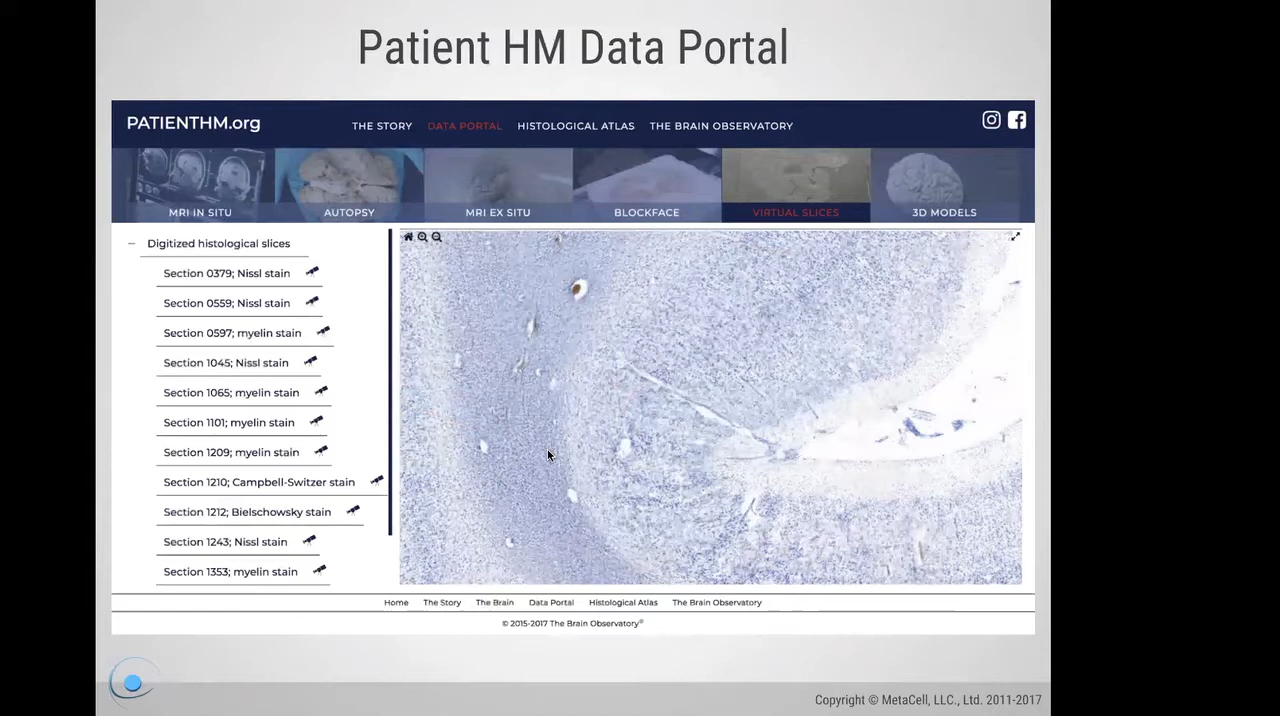 Patient HM Data Portal
PATIENTHM.org
THE STORY DATA PORTAL HISTOLOGICAL ATLAS THE BRAIN OBSERVATORY
MRI IN SITU AUTOPSY MRI EX SITU BLOCKFACE VIRTUAL SLICES 3D MODELS
Digitized histological slices
Section 0379; Nissl stain
Section 0559; Nissl stain
Section 0597; myelin stain
Section 1045; Nissl stain
Section 1065; myelin stain
Section 1101; myelin stain
Section 1209; myelin stain
Section 1210; Campbell-Switzer stain
Section 1212; Bielschowsky stain
Section 1243; Nissl stain
Section 1353; myelin stain
Home The Story The Brain Data Portal Histological Atlas The Brain Observatory
© 2015-2017 The Brain Observatory®
Copyright © MetaCell, LLC., Ltd. 2011-2017